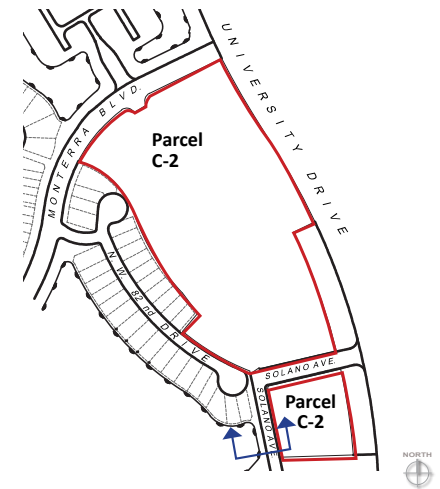 UNIVERSITY DRIVE
MONTERRA BLVD.
Parcel
C-2
N W 82nd DRIVE
SOLANO AVE.
SOLANO AVE
Parcel
C-2
NORTH